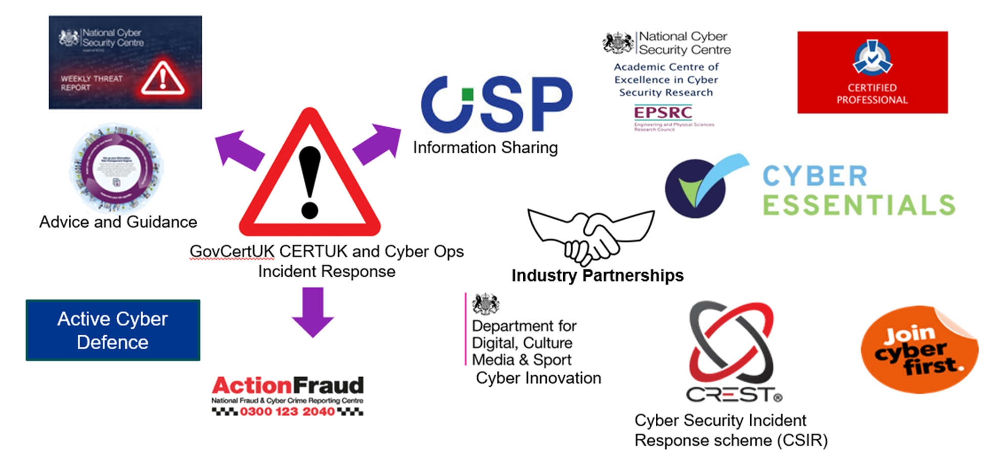 National Cyber
Security Centre
WEEKLY THREAT
REPORT
Advice and Guidance
GovCertUK CERTUK and Cyber Ops
Incident Response
CiSP
Information Sharing
National Cyber
Security Centre
Academic Centre of
Excellence in Cyber
Security Research
EPSRC
Engineering and Physical Sciences
Research Council
CERTIFIED
PROFESSIONAL
CYBER
ESSENTIALS
Industry Partnerships
Active Cyber
Defence
ActionFraud
National Fraud & Cyber Crime Reporting Centre
0300 123 2040
Department for
Digital, Culture
Media & Sport
Cyber Innovation
CREST®
Cyber Security Incident
Response scheme (CSIR)
Join
cyber
first.